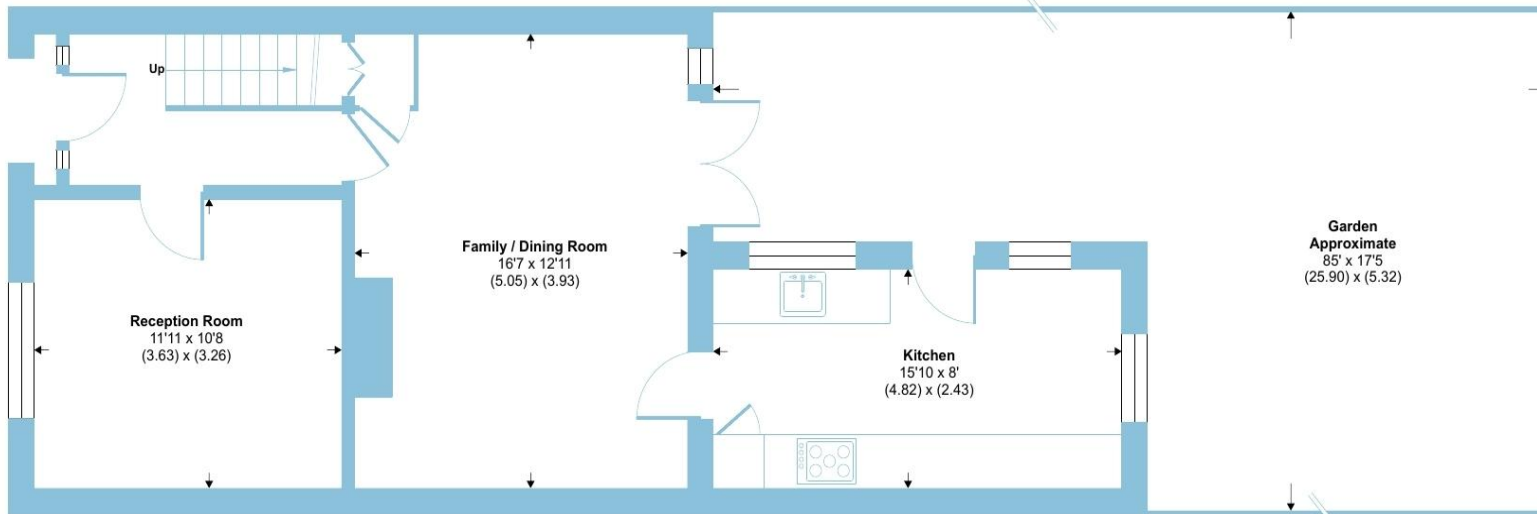 Up
Family / Dining Room
16'7 x 12'11
(5.05) x (3.93)
Garden
Approximate
85' x 17'5
(25.90) x (5.32)
Reception Room
11'11 x 10'8
(3.63) x (3.26)
Kitchen
15'10 x 8'
(4.82) x (2.43)